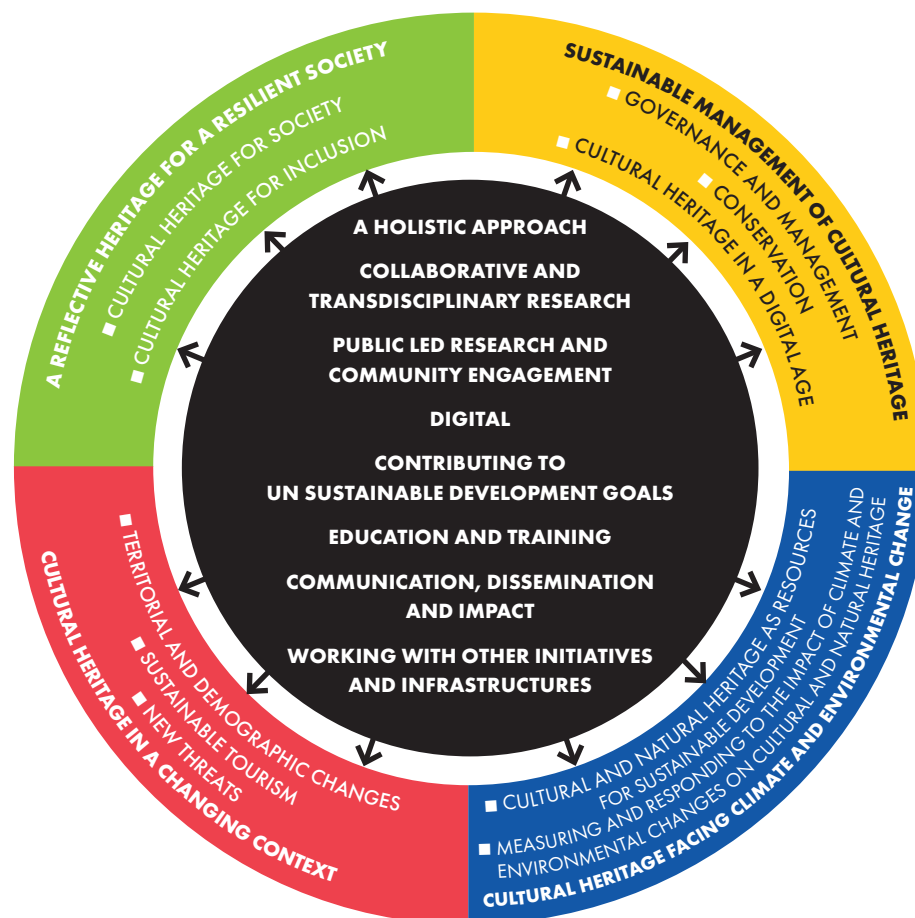 A REFLECTIVE HERITAGE FOR A RESILIENT SOCIETY
■ CULTURAL HERITAGE FOR SOCIETY
■ CULTURAL HERITAGE FOR INCLUSION
SUSTAINABLE MANAGEMENT OF CULTURAL HERITAGE
■ GOVERNANCE AND MANAGEMENT
■ CONSERVATION
■ CULTURAL HERITAGE IN A DIGITAL AGE
A HOLISTIC APPROACH
COLLABORATIVE AND
TRANSDISCIPLINARY RESEARCH
PUBLIC LED RESEARCH AND
COMMUNITY ENGAGEMENT
DIGITAL
CONTRIBUTING TO
UN SUSTAINABLE DEVELOPMENT GOALS
EDUCATION AND TRAINING
COMMUNICATION, DISSEMINATION
AND IMPACT
WORKING WITH OTHER INITIATIVES
AND INFRASTRUCTURES
■ TERRITORIAL AND DEMOGRAPHIC CHANGES
■ SUSTAINABLE TOURISM
■ NEW THREATS
CULTURAL HERITAGE IN A CHANGING CONTEXT
■ CULTURAL AND NATURAL HERITAGE AS RESOURCES
FOR SUSTAINABLE DEVELOPMENT
■ MEASURING AND RESPONDING TO THE IMPACT OF CLIMATE AND
ENVIRONMENTAL CHANGES ON CULTURAL AND NATURAL HERITAGE
CULTURAL HERITAGE FACING CLIMATE AND ENVIRONMENTAL CHANGE